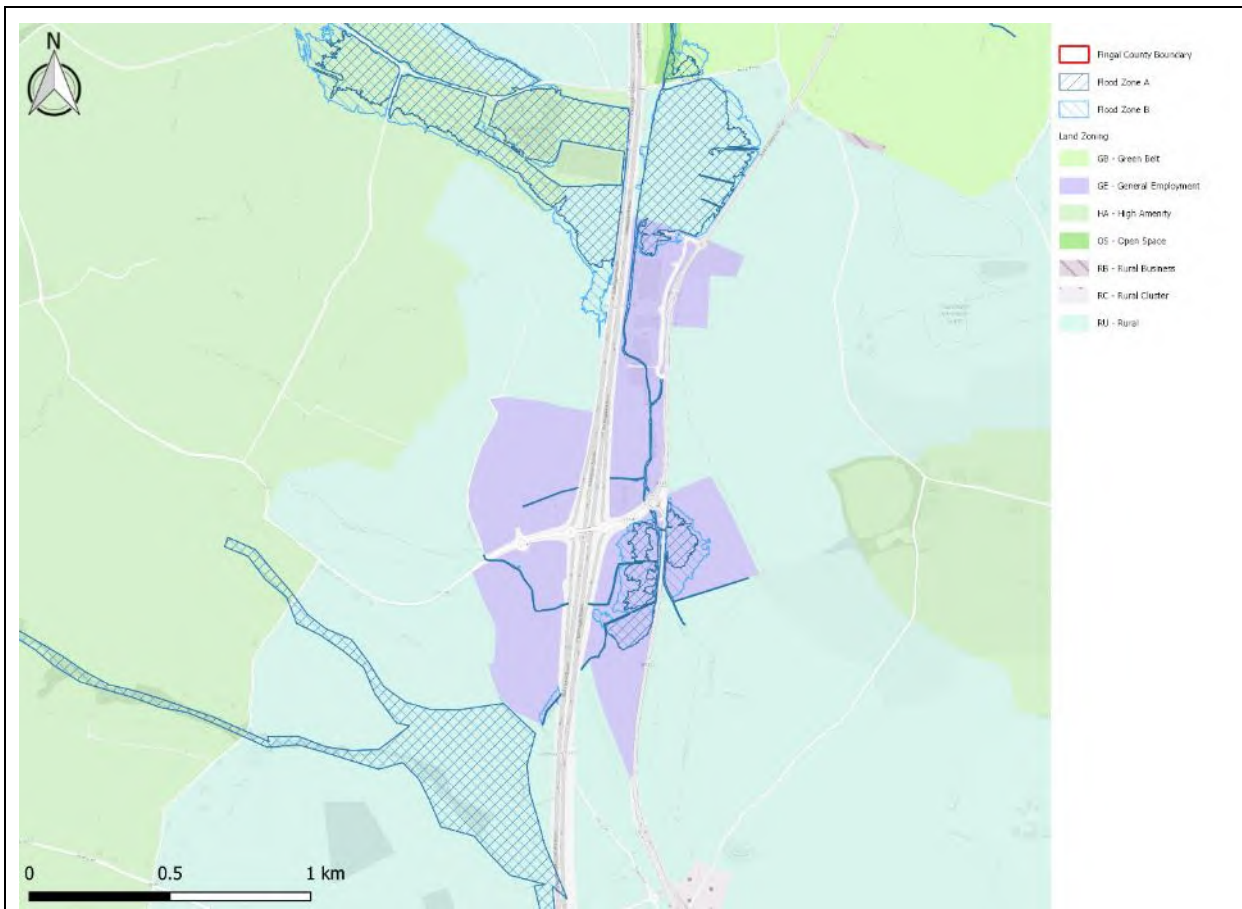 N
Fingal County Boundary
Flood Zone A
Flood Zone B
Land Zoning
GB - Green Belt
GE - General Employment
HA - High Amenity
OS - Open Space
RB - Rural Business
RC - Rural Cluster
RU - Rural
0 0.5 1 km